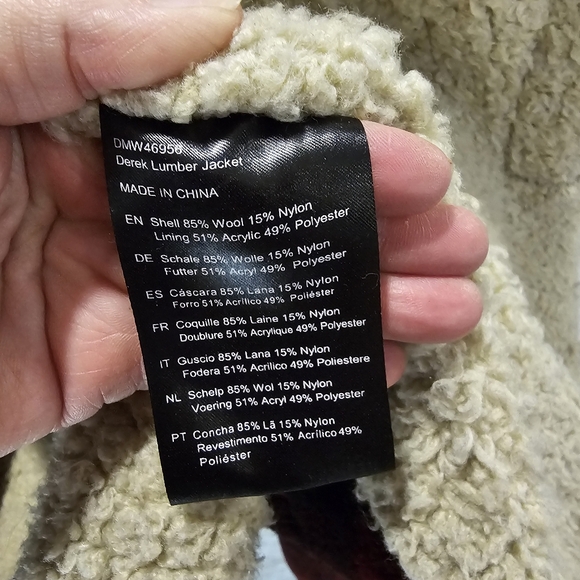 DMW46956
Derek Lumber Jacket
MADE IN CHINA
EN Shell 85% Wool 15% Nylon
Lining 51% Acrylic 49% Polyester
DE Schale 85% Wolle 15% Nylon
Futter 51% Acryl 49% Polyester
ES Cáscara 85% Lana 15% Nylon
Forro 51% Acrílico 49% Poliéster
FR Coquille 85% Laine 15% Nylon
Doublure 51% Acrylique 49% Polyester
IT Guscio 85% Lana 15% Nylon
Fodera 51% Acrilico 49% Poliestere
NL Schelp 85% Wol 15% Nylon
Voering 51% Acryl 49% Polyester
PT Concha 85% Lã 15% Nylon
Revestimento 51% Acrílico 49%
Poliéster